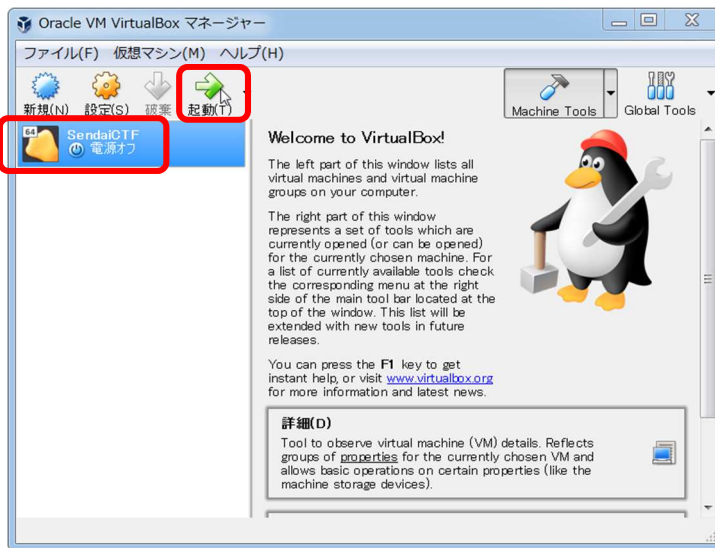 Oracle VM VirtualBox マネージャー
ファイル(F) 仮想マシン(M) ヘルプ(H)
新規(N) 設定(S) 破棄 起動(T) Machine Tools Global Tools
64 SendaiCTF
電源オフ
Welcome to VirtualBox!
The left part of this window lists all
virtual machines and virtual machine
groups on your computer.
The right part of this window
represents a set of tools which are
currently opened (or can be opened)
for the currently chosen machine. For
a list of currently available tools check
the corresponding menu at the right
side of the main tool bar located at the
top of the window. This list will be
extended with new tools in future
releases.
You can press the F1 key to get
instant help, or visit www.virtualbox.org
for more information and latest news.
詳細(D)
Tool to observe virtual machine (VM) details. Reflects
groups of properties for the currently chosen VM and
allows basic operations on certain properties (like the
machine storage devices).